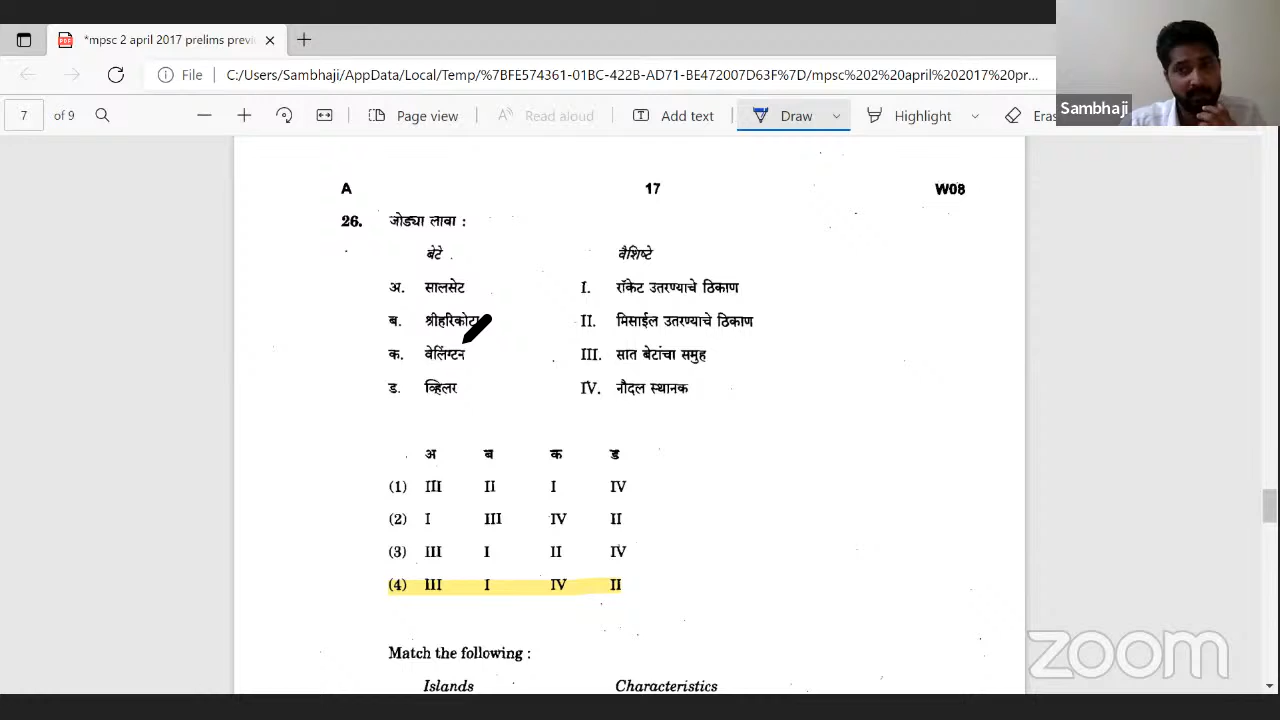 *mpsc 2 april 2017 prelims previ
File C:/Users/Sambhaji/AppData/Local/Temp/%7BFE574361-01BC-422B-AD71-BE472007D63F%7D/mpsc%202%20april%202017%20pr...
7 of 9 Page view Read aloud Add text Draw Highlight Eras
Sambhaji
A 17 W08
26. जोड्या लावा :
बेटे वैशिष्टे
अ. सालसेट I. रॉकेट उतरण्याचे ठिकाण
ब. श्रीहरिकोटा II. मिसाईल उतरण्याचे ठिकाण
क. वेलिंग्टन III. सात बेटांचा समुह
ड. व्हिलर IV. नौदल स्थानक
अ ब क ड
(1) III II I IV
(2) I III IV II
(3) III I II IV
(4) III I IV II
Match the following :
Islands Characteristics
zoom